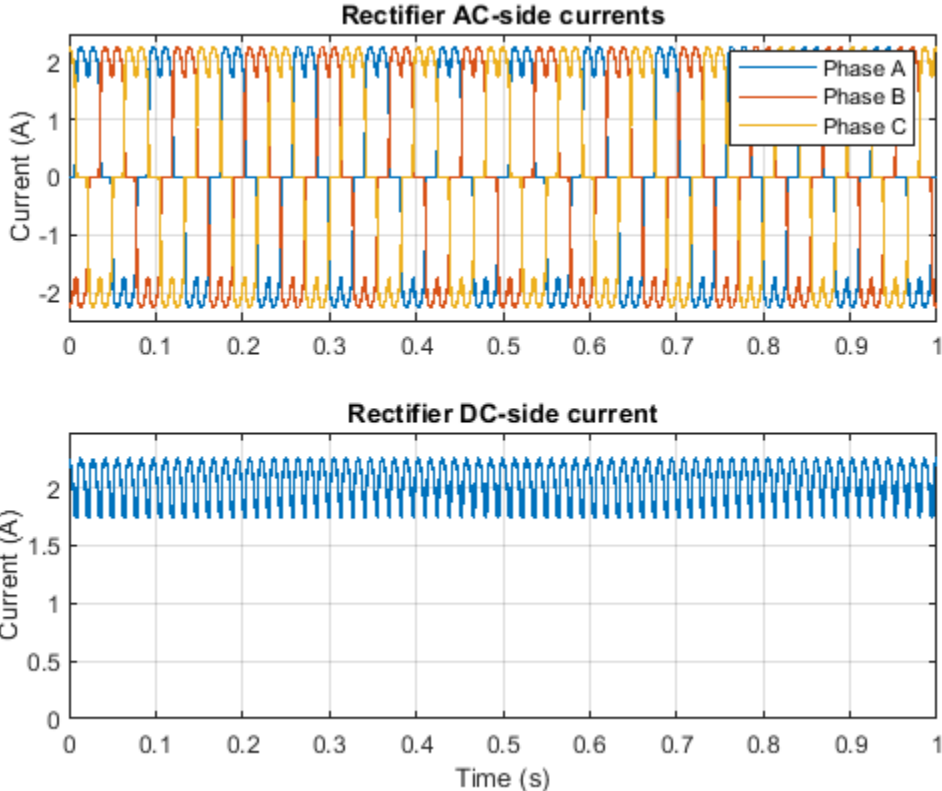 Rectifier AC-side currents
Current (A)
2
1
0
-1
-2
Phase A
Phase B
Phase C
0 0.1 0.2 0.3 0.4 0.5 0.6 0.7 0.8 0.9 1
Rectifier DC-side current
Current (A)
2
1.5
1
0.5
0
0 0.1 0.2 0.3 0.4 0.5 0.6 0.7 0.8 0.9 1
Time (s)